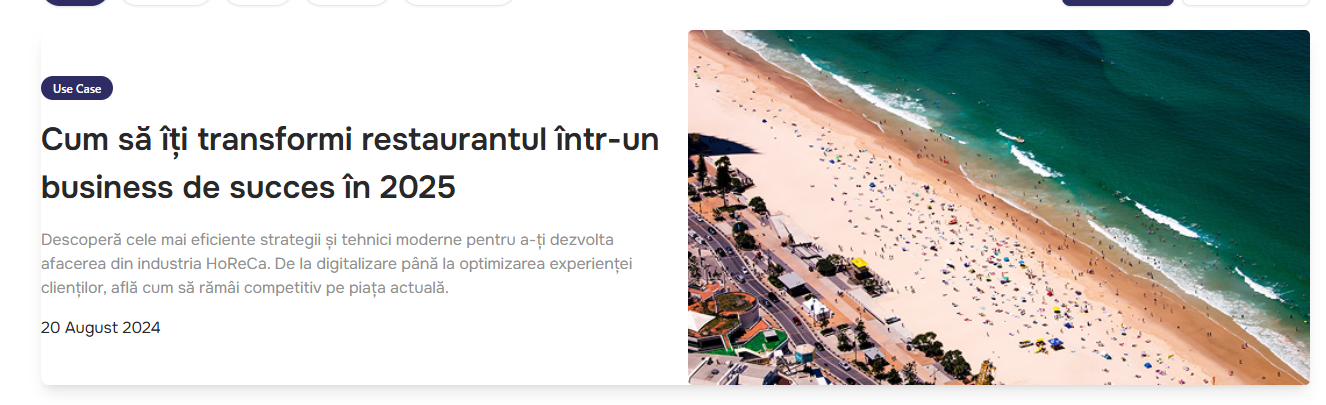 Use Case
Cum să îți transformi restaurantul într-un
business de succes în 2025
Descoperă cele mai eficiente strategii și tehnici moderne pentru a-ți dezvolta
afacerea din industria HoReCa. De la digitalizare până la optimizarea experienței
clienților, află cum să rămâi competitiv pe piața actuală.
20 August 2024